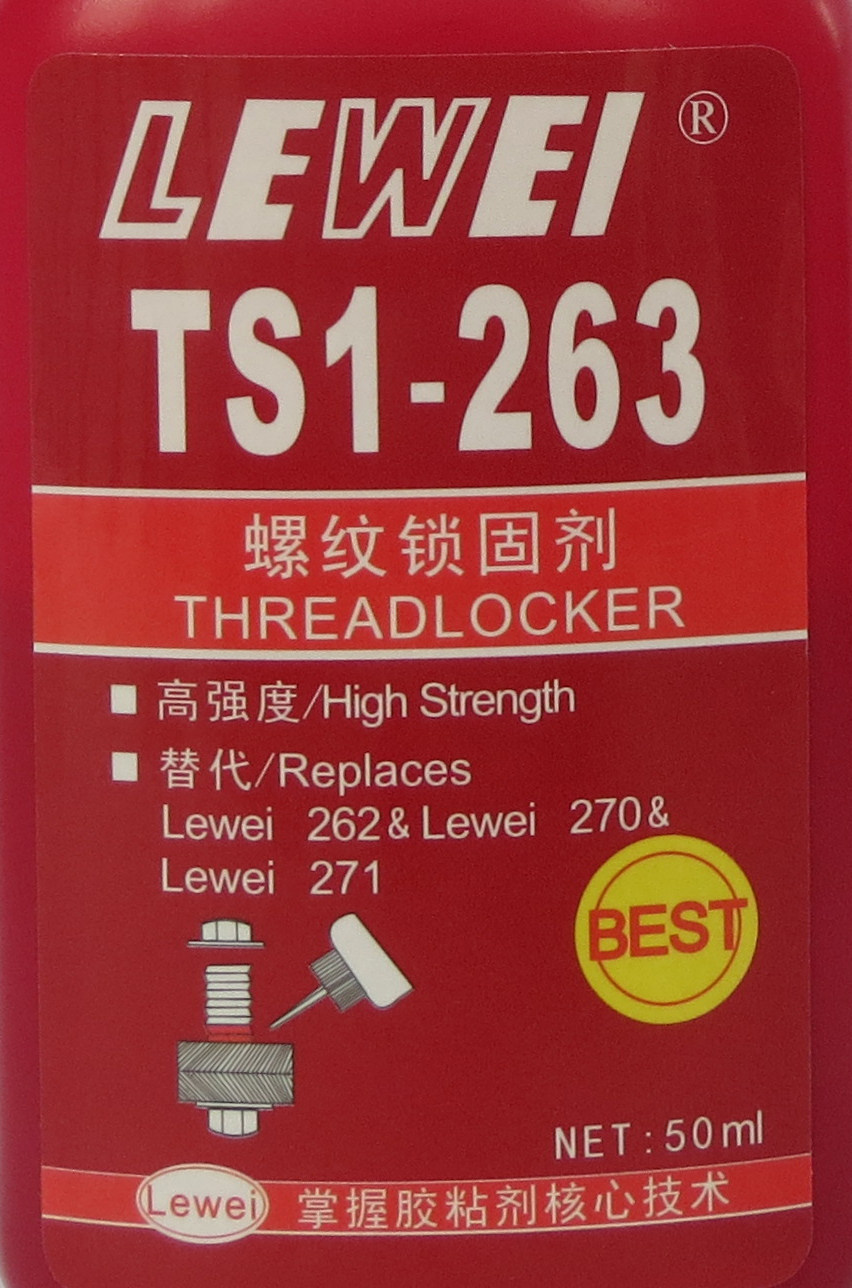 LEWEI ®
TS1-263
螺纹锁固剂
THREADLOCKER
■ 高强度/High Strength
■ 替代/Replaces
Lewei 262 & Lewei 270 &
Lewei 271
BEST
NET:50ml
Lewei 掌握胶粘剂核心技术